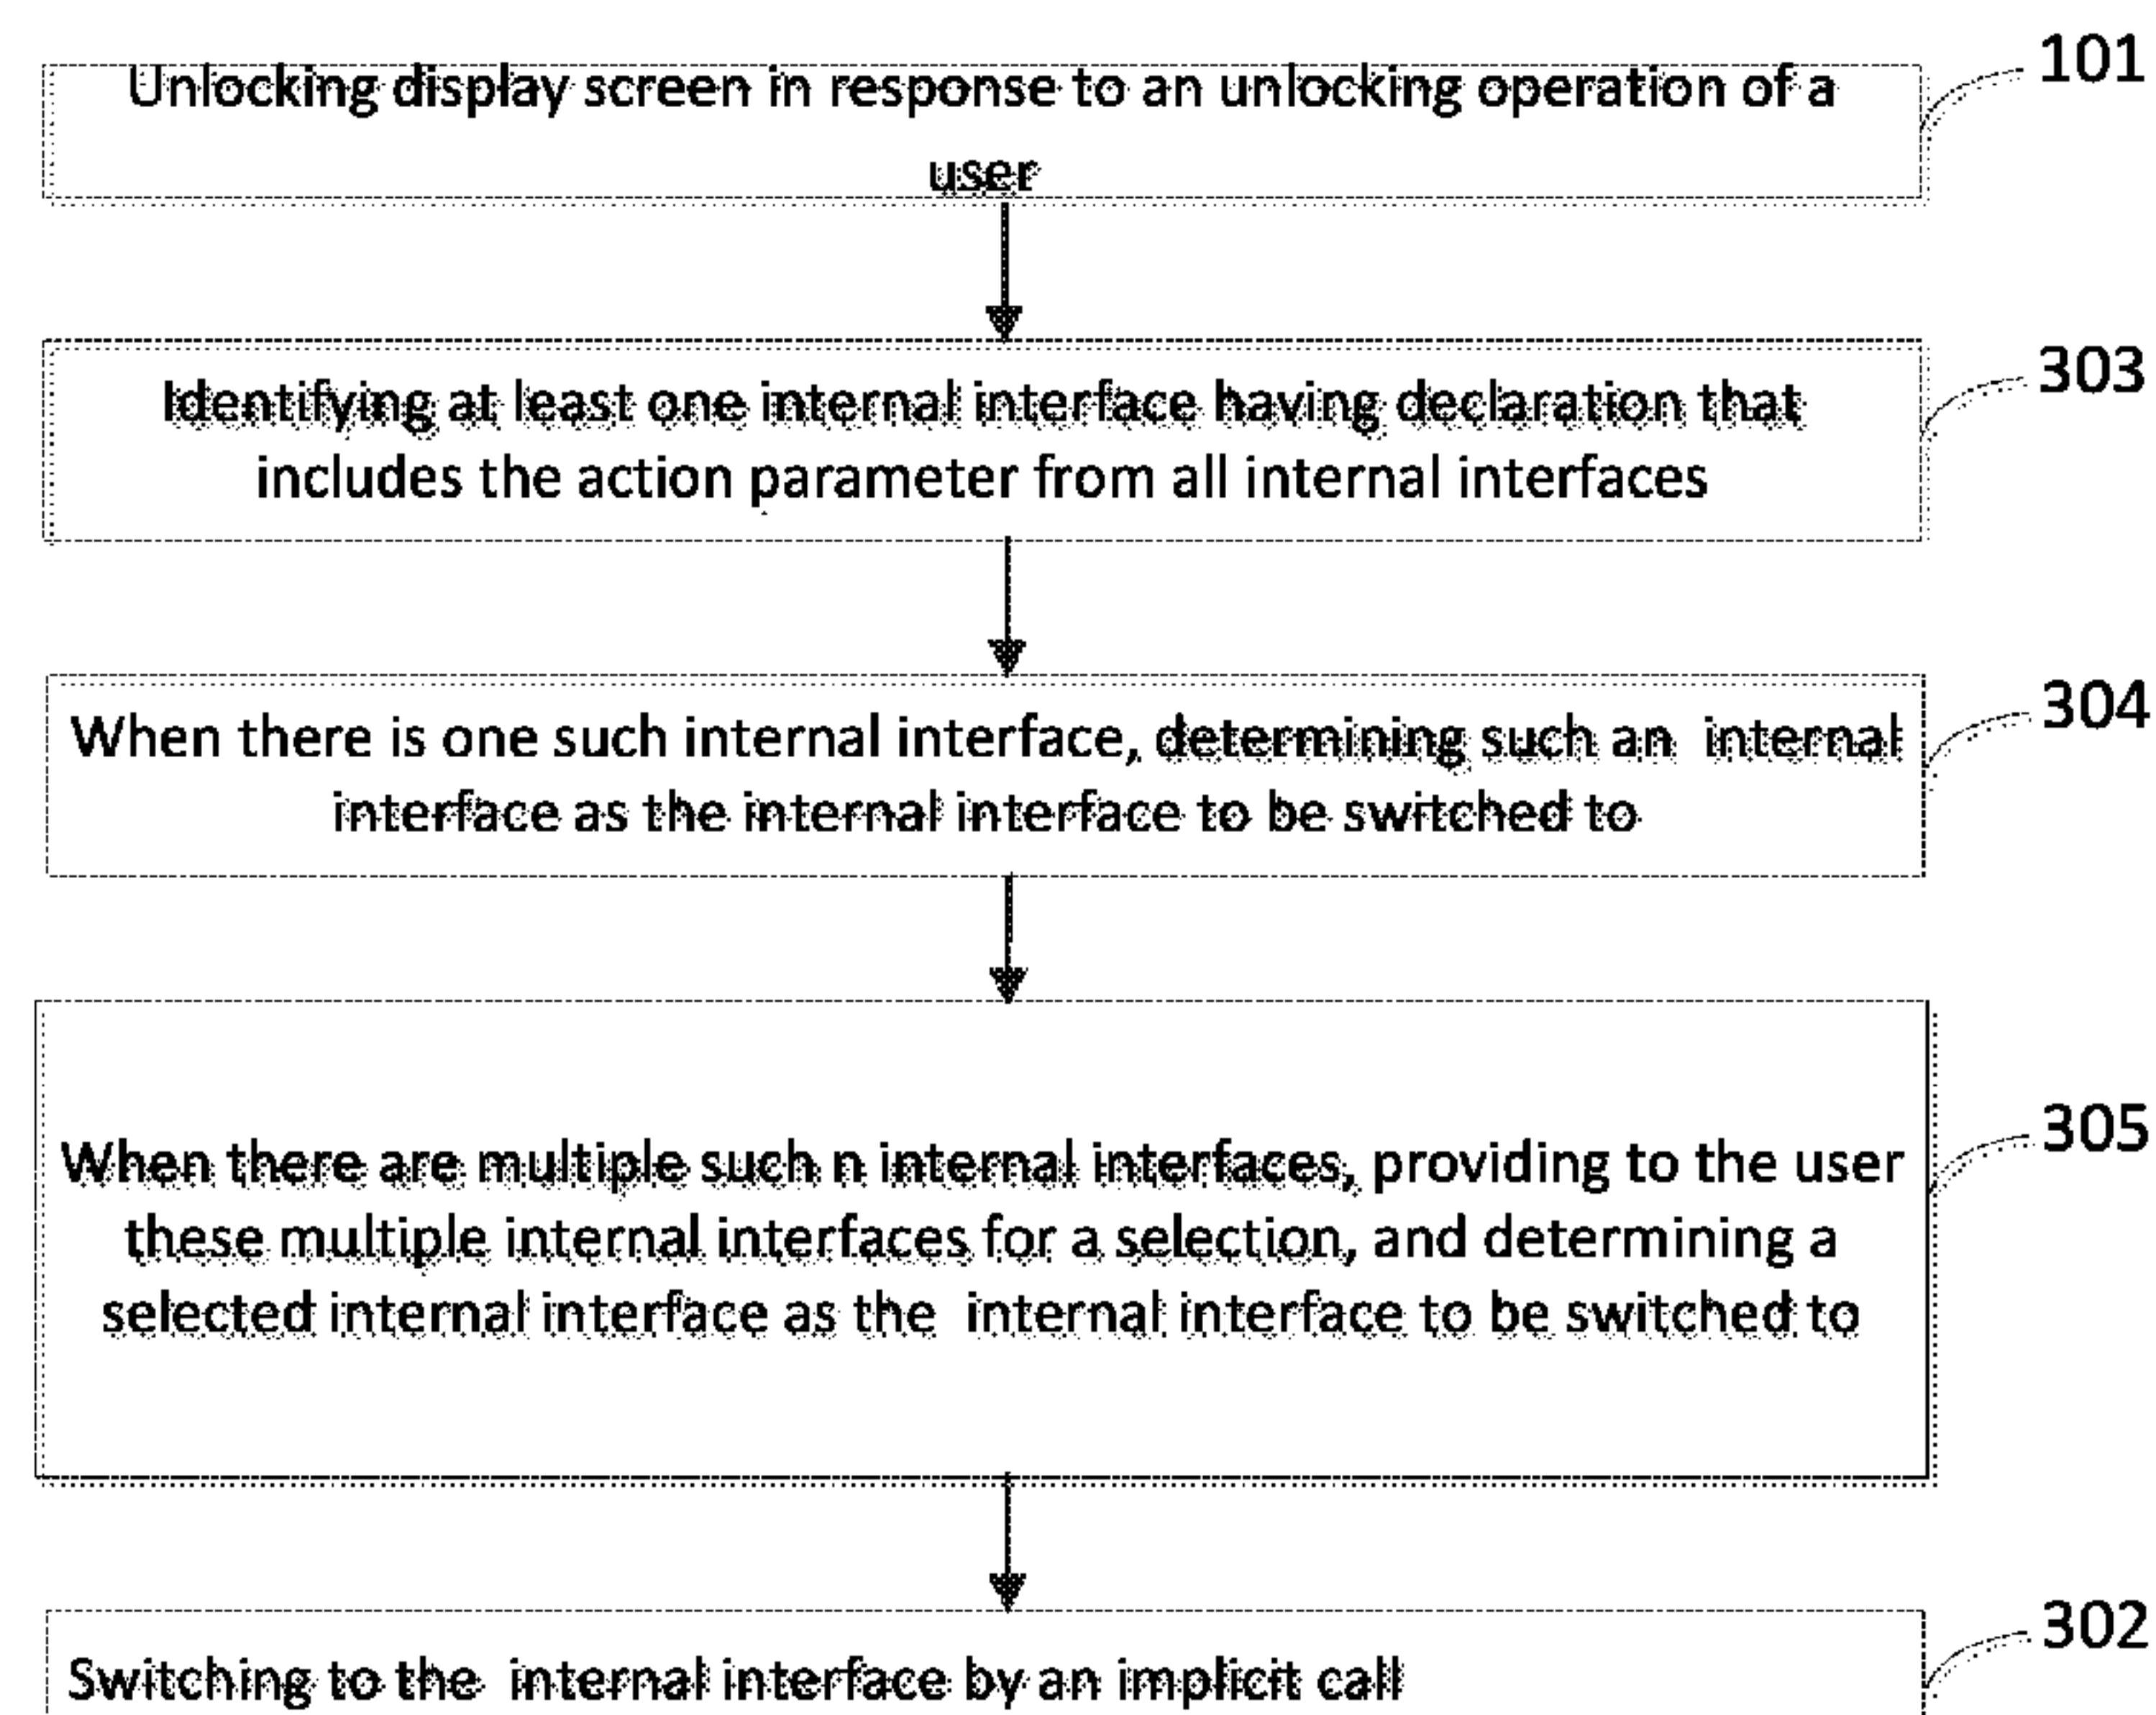 101
Unlocking display screen in response to an unlocking operation of a
user
303
Identifying at least one internal interface having declaration that
includes the action parameter from all internal interfaces
304
When there is one such internal interface, determining such an internal
interface as the internal interface to be switched to
305
When there are multiple such n internal interfaces, providing to the user
these multiple internal interfaces for a selection, and determining a
selected internal interface as the internal interface to be switched to
302
Switching to the internal interface by an implicit call